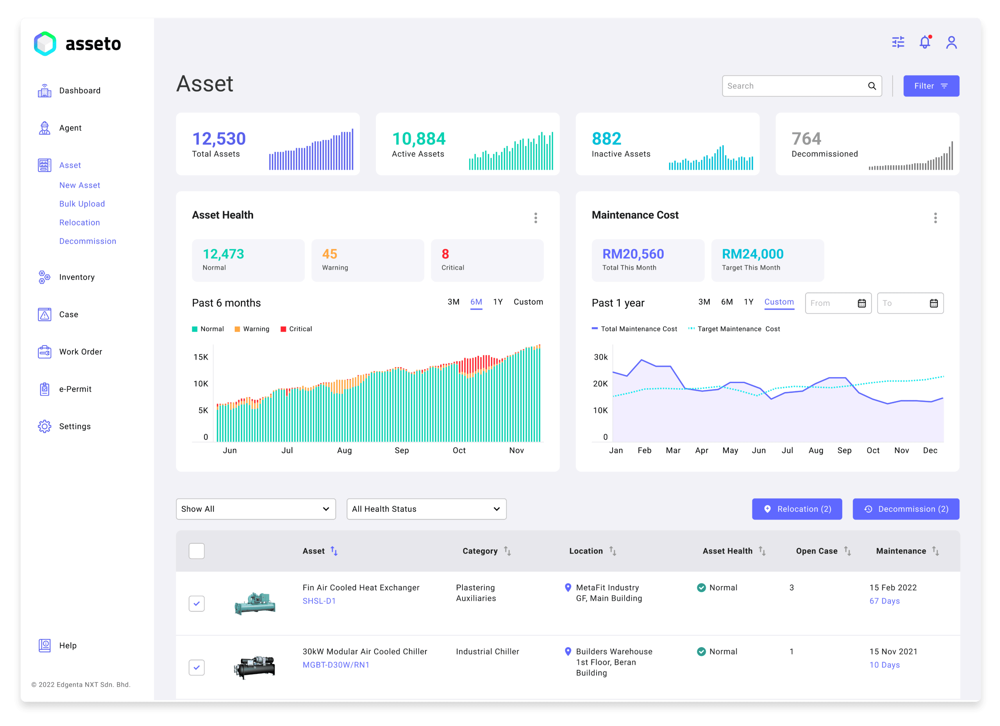 asseto
Dashboard
Agent
Asset
New Asset
Bulk Upload
Relocation
Decommission
Inventory
Case
Work Order
e-Permit
Settings
Help
© 2022 Edgenta NXT Sdn. Bhd.
Asset
Search
Filter
12,530
Total Assets
10,884
Active Assets
882
Inactive Assets
764
Decommissioned
Asset Health
12,473
Normal
45
Warning
8
Critical
Past 6 months
3M 6M 1Y Custom
Normal Warning Critical
15K
10K
5K
0
Jun Jul Aug Sep Oct Nov
Maintenance Cost
RM20,560
Total This Month
RM24,000
Target This Month
Past 1 year
3M 6M 1Y Custom From To
Total Maintenance Cost Target Maintenance Cost
30k
20K
10K
0
Jan Feb Mar Apr May Jun Jul Aug Sep Oct Nov Dec
Show All All Health Status Relocation (2) Decommission (2)
Asset Category Location Asset Health Open Case Maintenance
Fin Air Cooled Heat Exchanger
SHSL-D1
Plastering
Auxiliaries
MetaFit Industry
GF, Main Building
Normal
3
15 Feb 2022
67 Days
30kW Modular Air Cooled Chiller
MGBT-D30W/RN1
Industrial Chiller
Builders Warehouse
1st Floor, Beran
Building
Normal
1
15 Nov 2021
10 Days